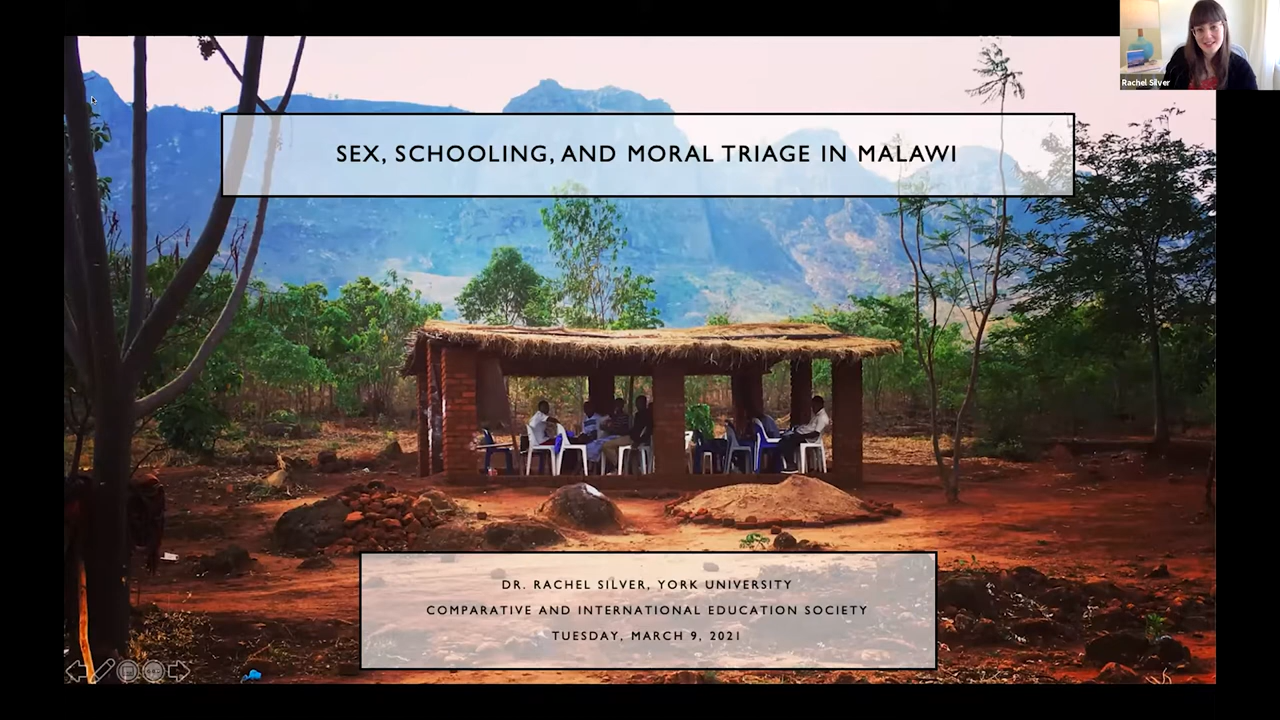 Rachel Silver
SEX, SCHOOLING, AND MORAL TRIAGE IN MALAWI
DR. RACHEL SILVER, YORK UNIVERSITY
COMPARATIVE AND INTERNATIONAL EDUCATION SOCIETY
TUESDAY, MARCH 9, 2021